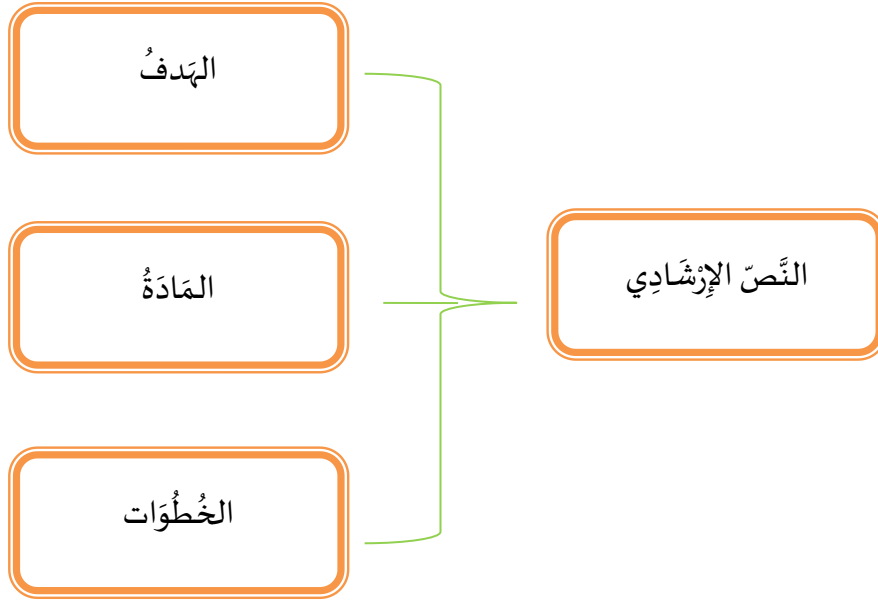 النَّصّ الإِرْشَادِي
الهَدفُ
المَادَةُ
الخُطُوَات